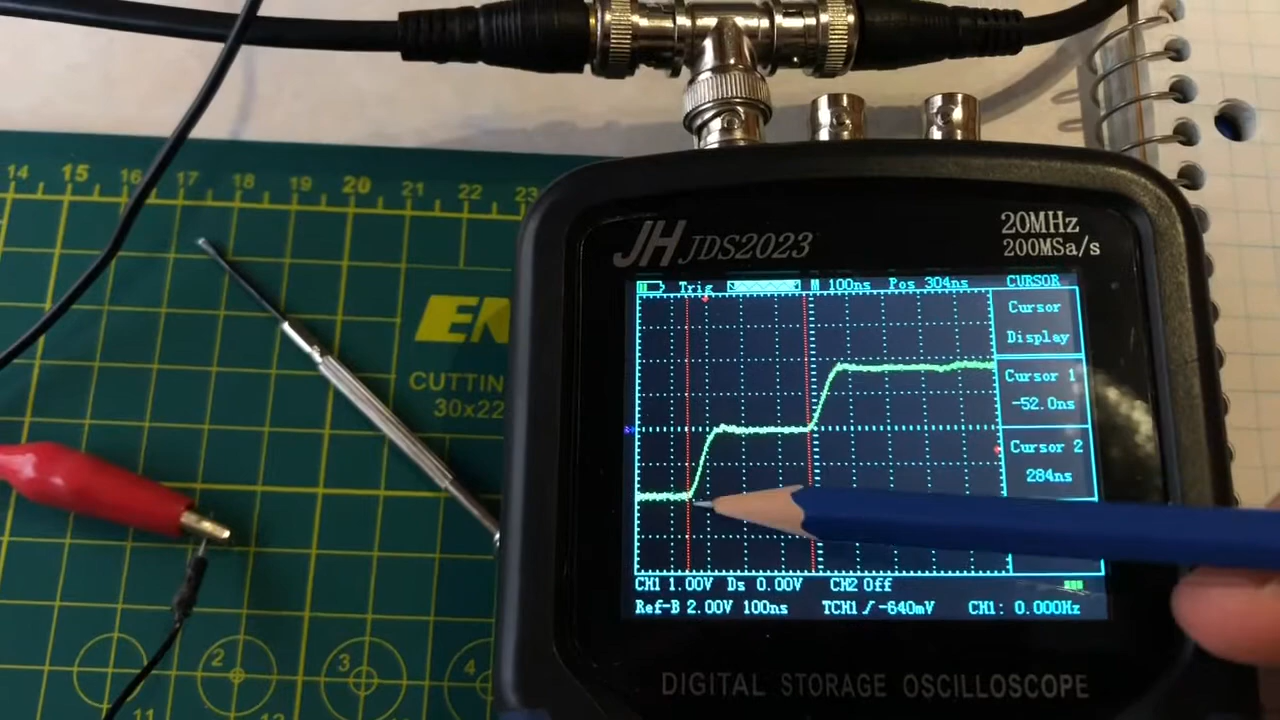 14 15 16 17 18 19 20 21 22 23
JH JDS2023
20MHz
200MSa/s
Trig M 100ns Pos 304ns CURSOR
Cursor
Display
Cursor 1
-52.0ns
Cursor 2
284ns
CUTTIN
30x22
CH1 1.00V Ds 0.00V CH2 Off
Ref-B 2.00V 100ns TCH1 -640mV CH1: 0.000Hz
2 3 4
DIGITAL STORAGE OSCILLOSCOPE
11